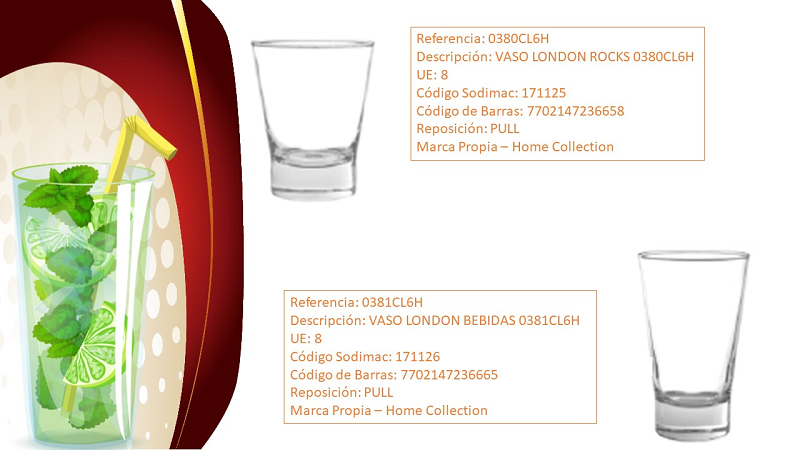 Referencia: 0380CL6H
Descripción: VASO LONDON ROCKS 0380CL6H
UE: 8
Código Sodimac: 171125
Código de Barras: 7702147236658
Reposición: PULL
Marca Propia – Home Collection
Referencia: 0381CL6H
Descripción: VASO LONDON BEBIDAS 0381CL6H
UE: 8
Código Sodimac: 171126
Código de Barras: 7702147236665
Reposición: PULL
Marca Propia – Home Collection